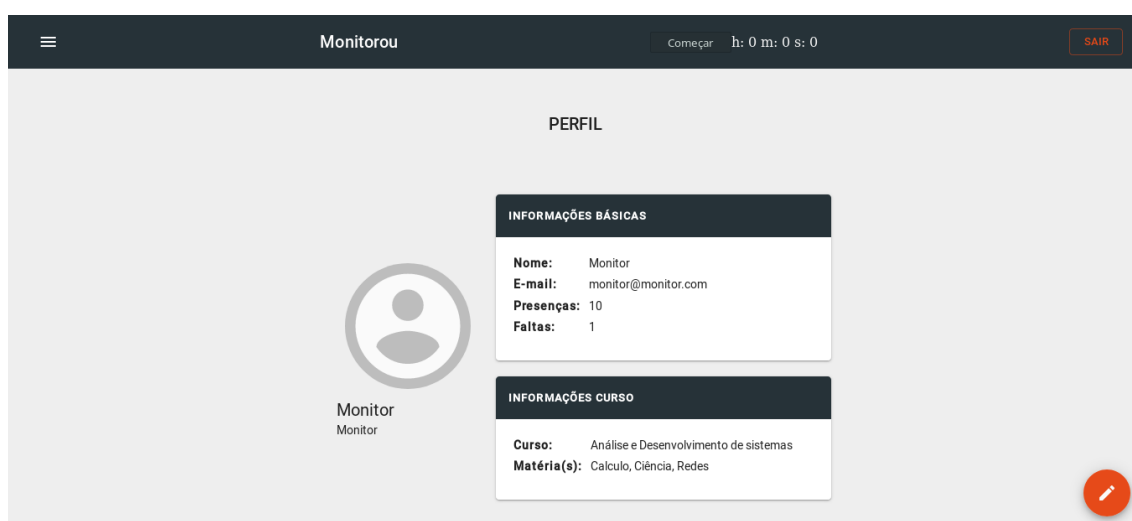 Monitorou
Começar h: 0 m: 0 s: 0
SAIR
PERFIL
INFORMAÇÕES BÁSICAS
Nome: Monitor
E-mail: monitor@monitor.com
Presenças: 10
Faltas: 1
Monitor
Monitor
INFORMAÇÕES CURSO
Curso: Análise e Desenvolvimento de sistemas
Matéria(s): Calculo, Ciência, Redes